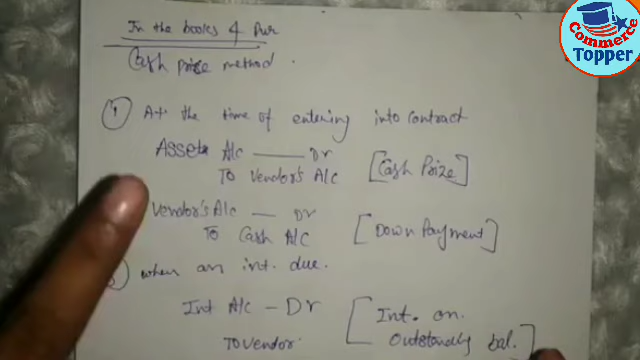 In the books of Pur
Cash prize method .
① At the time of entering into contract
Asset A/c —— Dr [Cash Prize]
To Vendor's A/c
Vendor's A/c — Dr [Down Payment]
To Cash A/c
when an int. due.
Int A/c - Dr [Int. on
To Vendor outstanding bal.]
Commerce
Topper